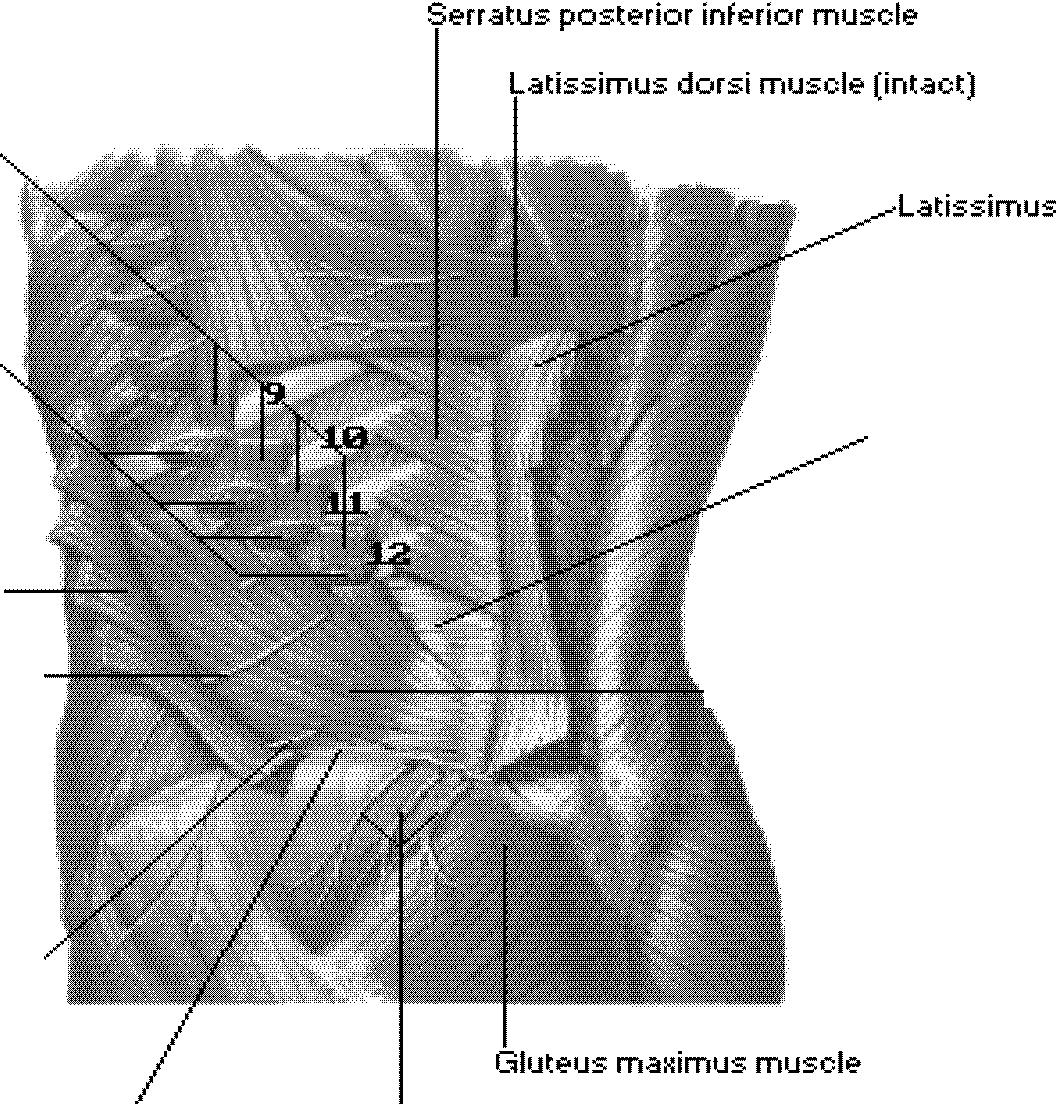 Serratus posterior inferior muscle
Latissimus dorsi muscle (intact)
Latissimus
9
10
11
12
Gluteus maximus muscle